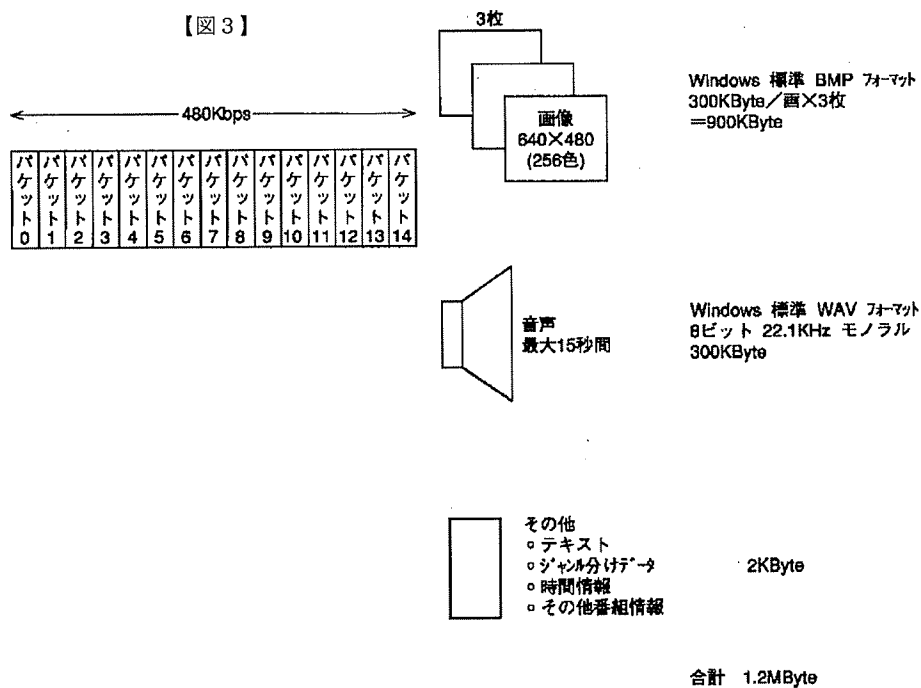 【図３】
3枚
480Kbps
パケット0
パケット1
パケット2
パケット3
パケット4
パケット5
パケット6
パケット7
パケット8
パケット9
パケット10
パケット11
パケット12
パケット13
パケット14
画像
640×480
(256色)
Windows 標準 BMP フォーマット
300KByte／画×3枚
＝900KByte
音声
最大15秒間
Windows 標準 WAV フォーマット
8ビット 22.1KHz モノラル
300KByte
その他
○ テキスト
○ ジャンル分けデータ
○ 時間情報
○ その他番組情報
2KByte
合計 1.2MByte